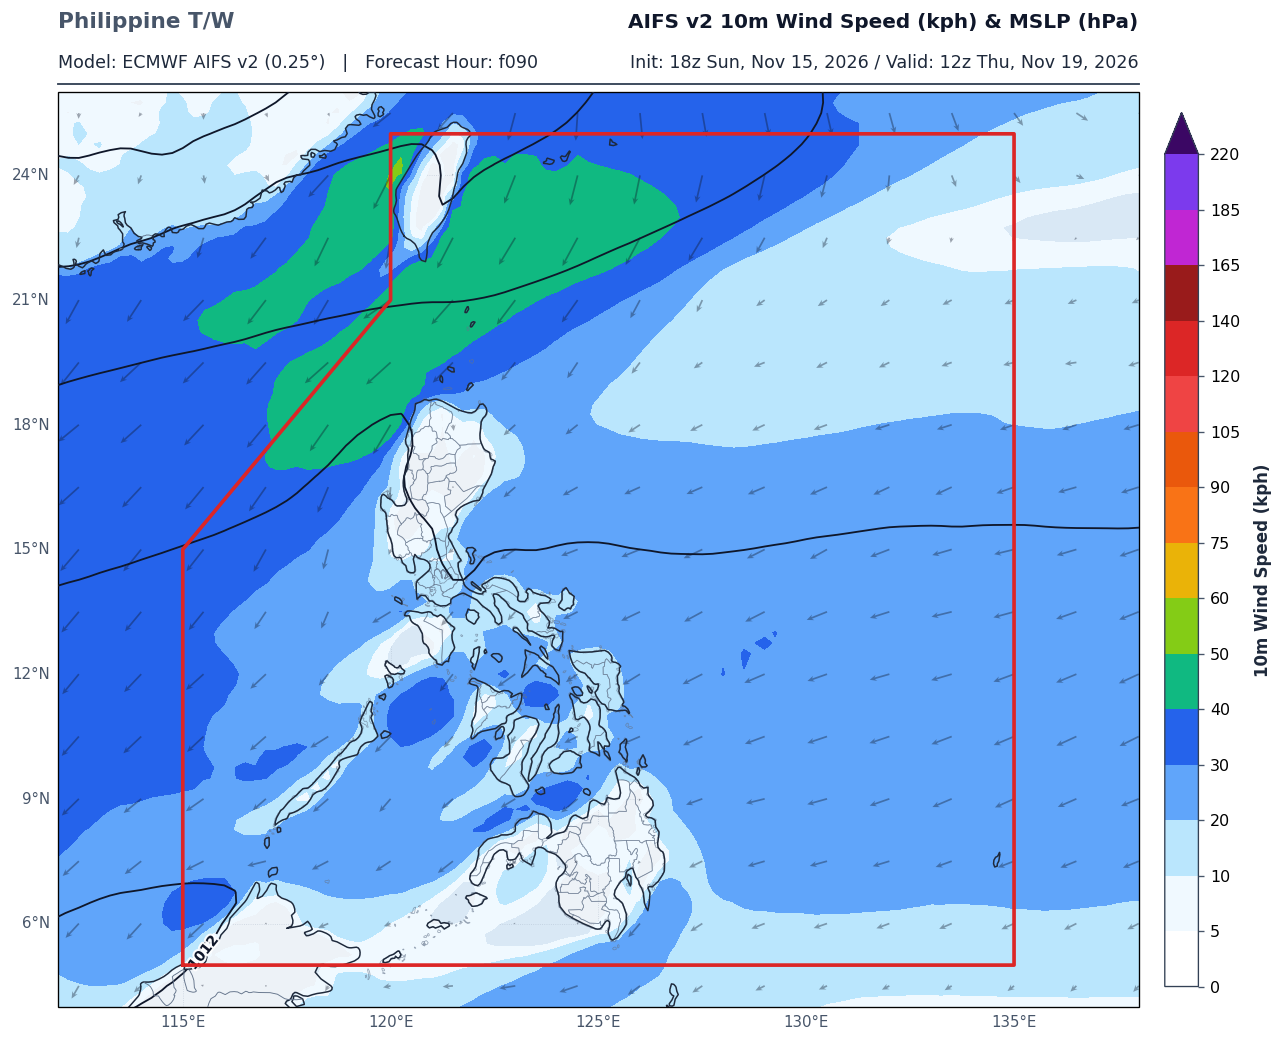 Philippine T/W
AIFS v2 10m Wind Speed (kph) & MSLP (hPa)
Model: ECMWF AIFS v2 (0.25°) | Forecast Hour: f090
Init: 18z Sun, Nov 15, 2026 / Valid: 12z Thu, Nov 19, 2026
24°N
21°N
18°N
15°N
12°N
9°N
6°N
1012
115°E
120°E
125°E
130°E
135°E
220
185
165
140
120
105
90
75
60
50
40
30
20
10
5
0
10m Wind Speed (kph)